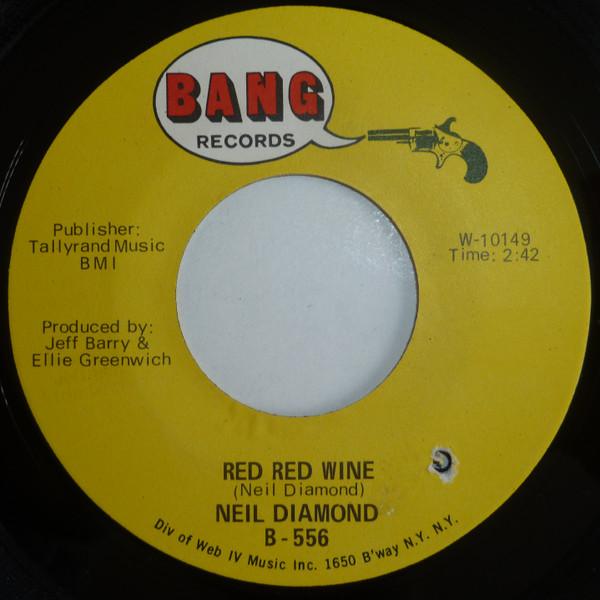 BANG
RECORDS
Publisher:
Tallyrand Music
BMI
W-10149
Time: 2:42
Produced by:
Jeff Barry &
Ellie Greenwich
RED RED WINE
(Neil Diamond)
NEIL DIAMOND
B-556
Div of Web IV Music Inc. 1650 B'way N.Y. N.Y.